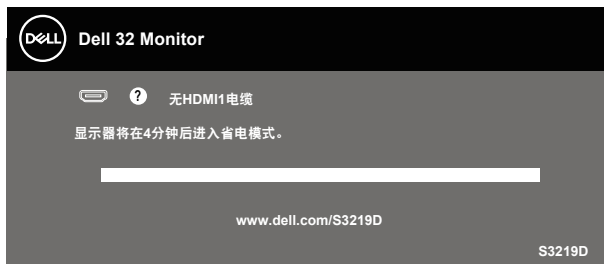 DELL Dell 32 Monitor
? 无HDMI1电缆
显示器将在4分钟后进入省电模式。
www.dell.com/S3219D
S3219D